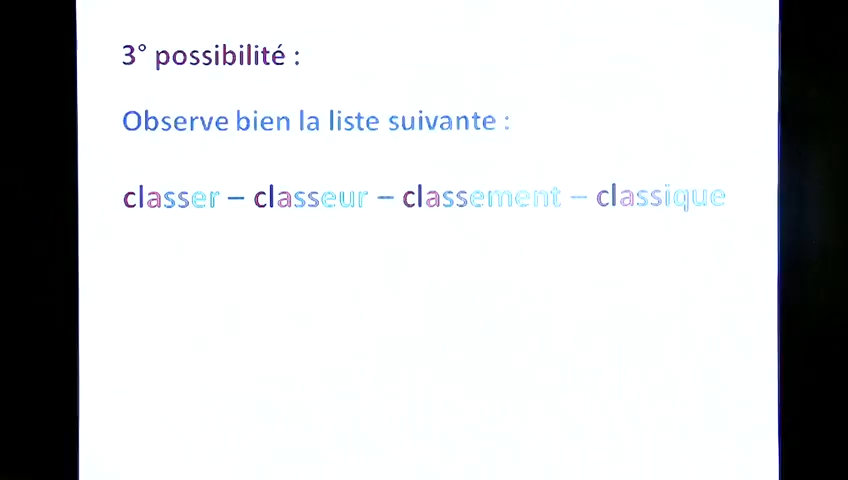 3° possibilité :
Observe bien la liste suivante :
classer – classeur – classement – classique